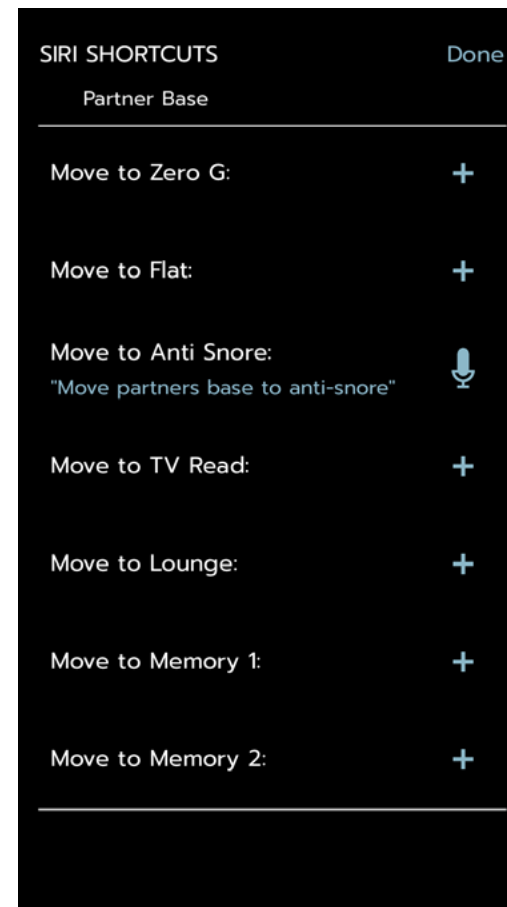 SIRI SHORTCUTS
Done
Partner Base
Move to Zero G:
Move to Flat:
Move to Anti Snore:
"Move partners base to anti-snore"
Move to TV Read:
Move to Lounge:
Move to Memory 1:
Move to Memory 2: